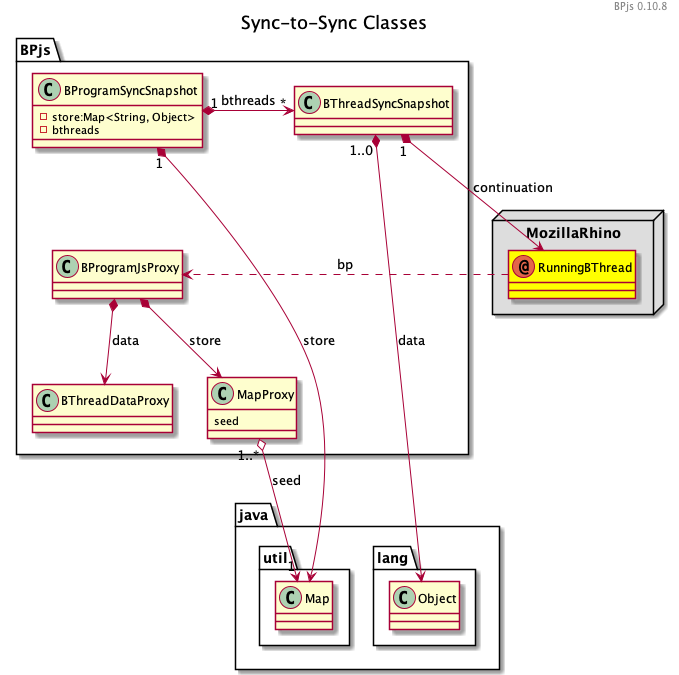 BPjs 0.10.8
Sync-to-Sync Classes
BPjs
C BProgramSyncSnapshot
store:Map<String, Object>
bthreads
1 bthreads *
C BThreadSyncSnapshot
1
1..0
1
continuation
MozillaRhino
@ RunningBThread
bp
C BProgramJsProxy
data
store
store
data
C BThreadDataProxy
C MapProxy
seed
1..*
seed
java
util
1
C Map
lang
C Object